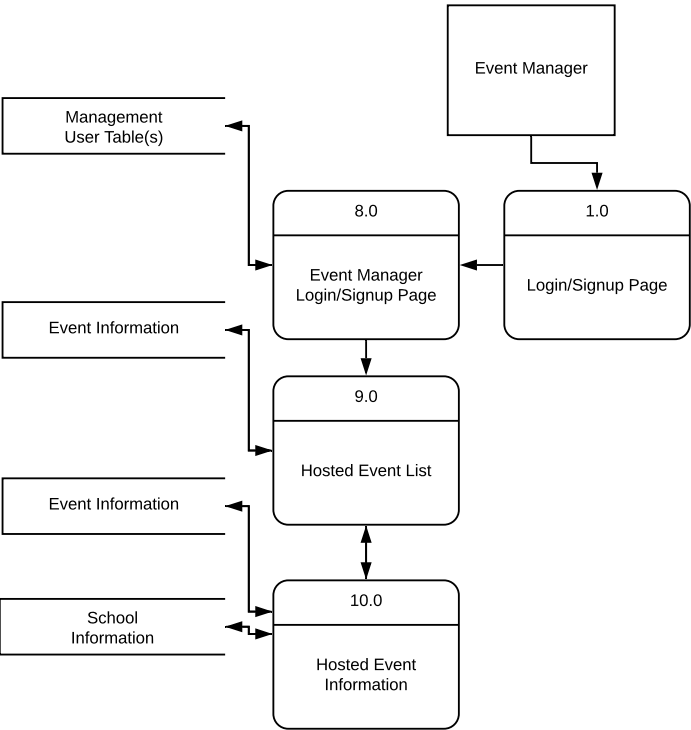 Event Manager
Management
User Table(s)
8.0
1.0
Event Manager
Login/Signup Page
Login/Signup Page
Event Information
9.0
Hosted Event List
Event Information
10.0
School
Information
Hosted Event
Information